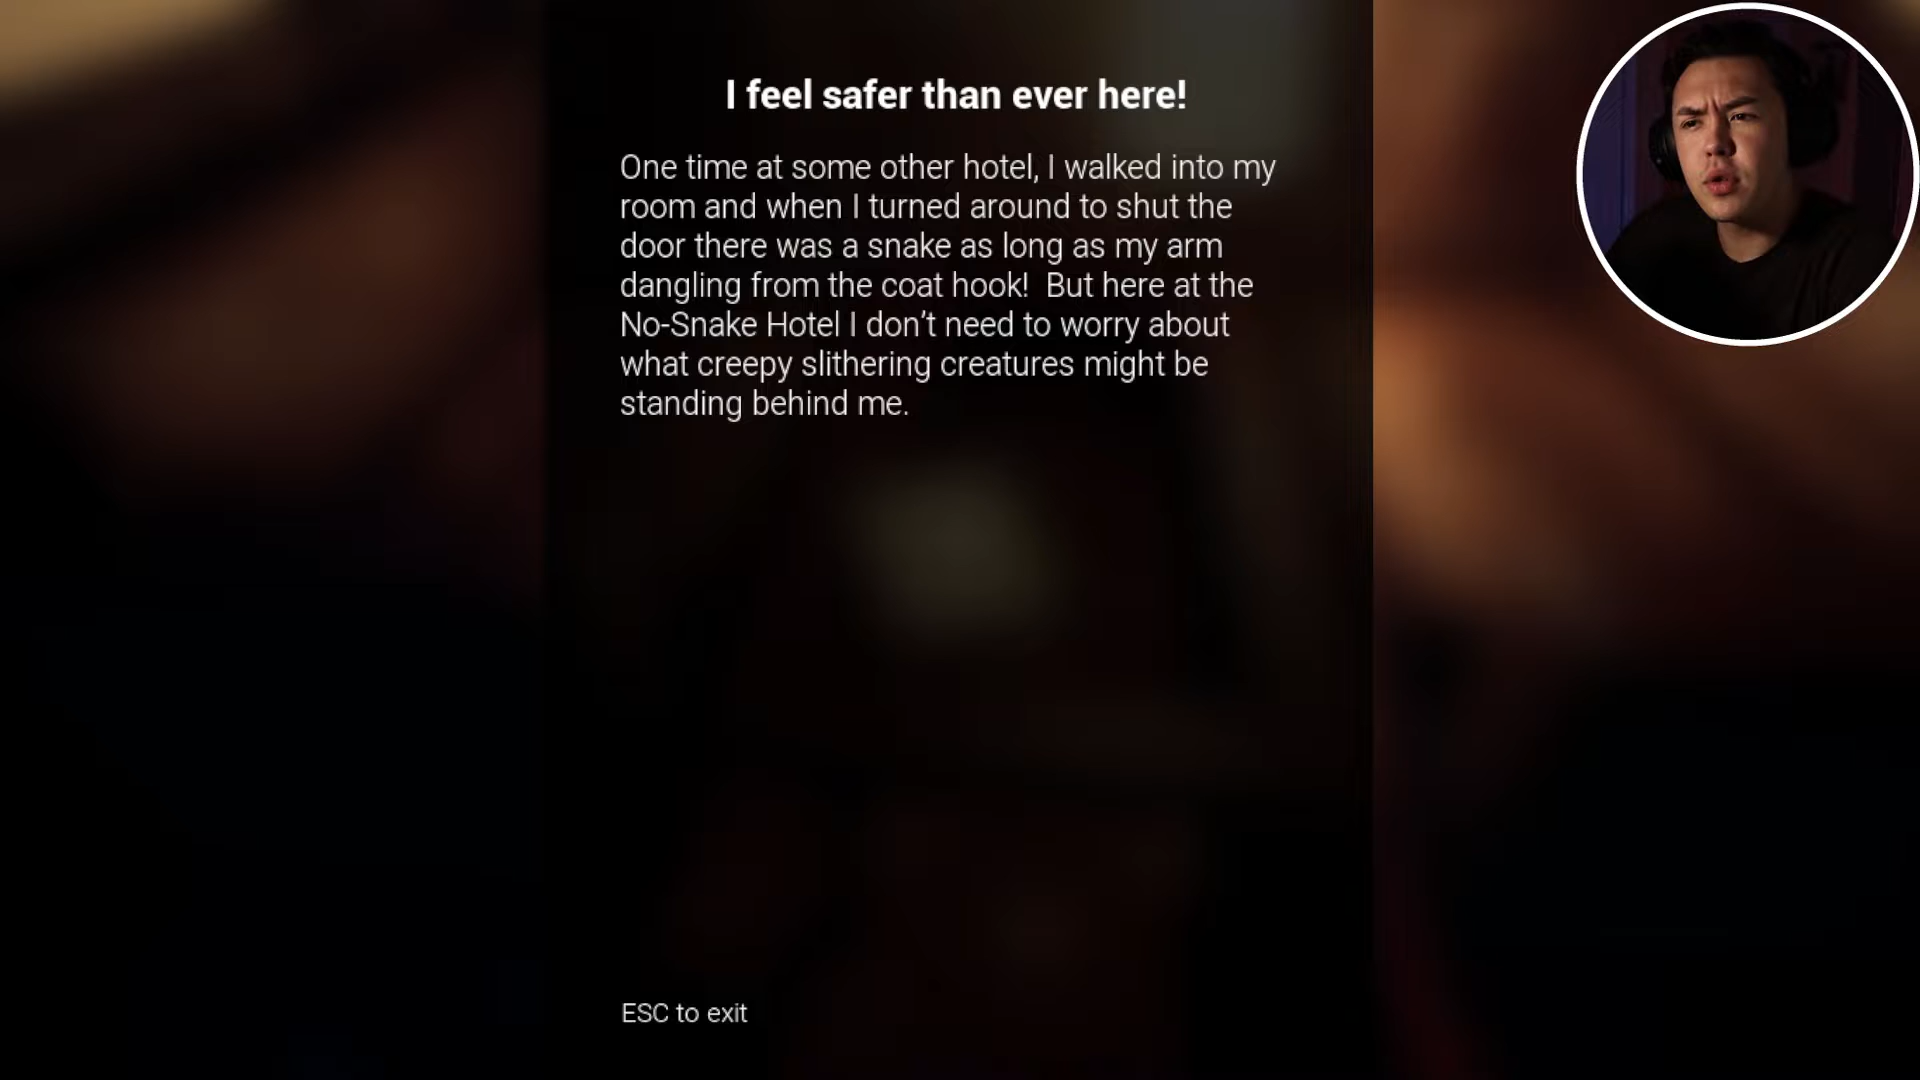 I feel safer than ever here!
One time at some other hotel, I walked into my
room and when I turned around to shut the
door there was a snake as long as my arm
dangling from the coat hook!  But here at the
No-Snake Hotel I don’t need to worry about
what creepy slithering creatures might be
standing behind me.
ESC to exit